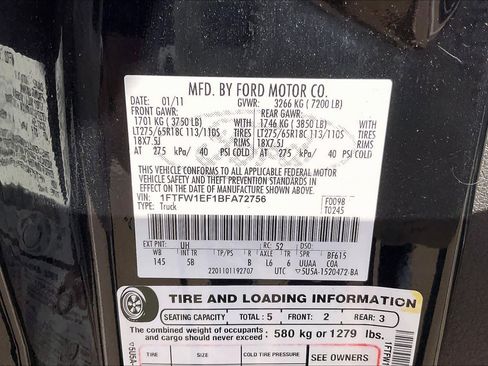 MFD. BY FORD MOTOR CO.
01/11 GVWR: 3266 KG ( 7200 LB)
FRONT GAWR: REAR GAWR:
1701 KG ( 3750 LB) WITH 1746 KG ( 3850 LB) WITH
LT275/65R18C 113/110S TIRES LT275/65R18C 113/110S TIRES
18X7.5J RIMS 18X7.5J RIMS
AT 275 kPa/ 40 PSI COLD AT 275 kPa/ 40 PSI COLD
THIS VEHICLE CONFORMS TO ALL APPLICABLE FEDERAL MOTOR
VEHICLE SAFETY AND THEFT PREVENTION STANDARDS IN EFFECT
ON THE DATE OF MANUFACTURE SHOWN ABOVE.
VIN: 1FTFW1EF1BFA72756 F0098
TYPE: Truck T0245
EXT PNT: UH RC: 52 DSO:
WB INT TR TP/PS R AXLE TR SPR BF615
145 5B B L6 6 UUAA COA
2201101192707 UTC 5U5A-1520472-BA
TIRE AND LOADING INFORMATION
SEATING CAPACITY TOTAL: 5 FRONT: 2 REAR: 3
The combined weight of occupants
and cargo should never exceed: 580 kg or 1279 lbs.
TIRE SIZE COLD TIRE PRESSURE SEE OWNERS